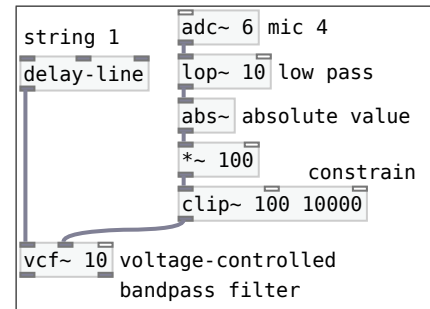 string 1
adc~ 6 mic 4
delay-line
lop~ 10 low pass
abs~ absolute value
*~ 100
constrain
clip~ 100 10000
vcf~ 10 voltage-controlled
bandpass filter